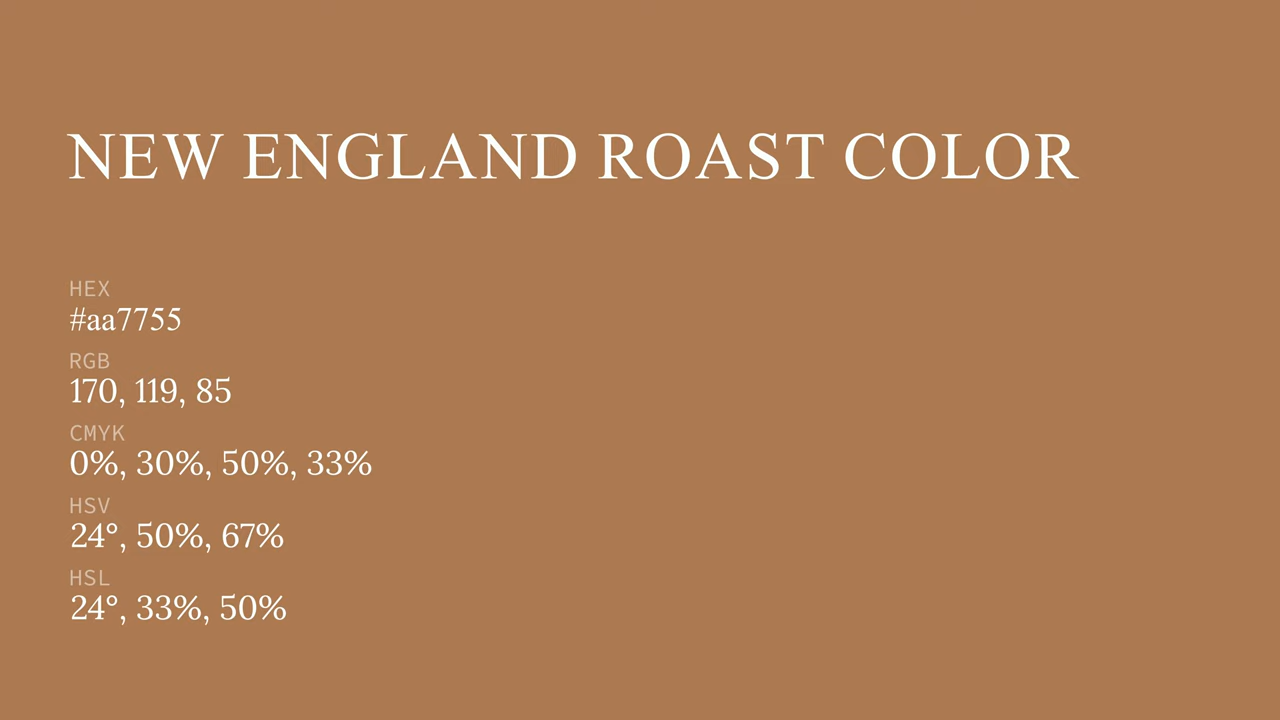 NEW ENGLAND ROAST COLOR
HEX
#aa7755
RGB
170, 119, 85
CMYK
0%, 30%, 50%, 33%
HSV
24°, 50%, 67%
HSL
24°, 33%, 50%